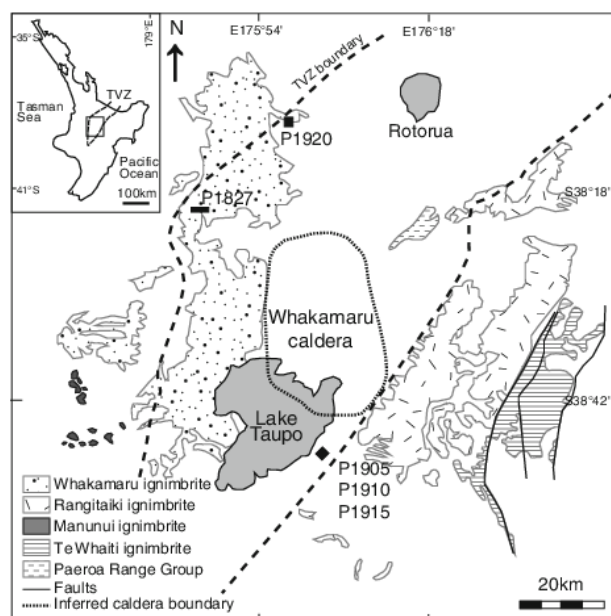 N
E175°54'
E176°18'
179°E
35°S
TVZ
Tasman
Sea
Pacific
Ocean
41°S
100km
TVZ boundary
Rotorua
P1920
S38°18'
P1827
Whakamaru
caldera
S38°42'
Lake
Taupo
P1905
P1910
P1915
Whakamaru ignimbrite
Rangitaiki ignimbrite
Manunui ignimbrite
Te Whaiti ignimbrite
Paeroa Range Group
Faults
Inferred caldera boundary
20km